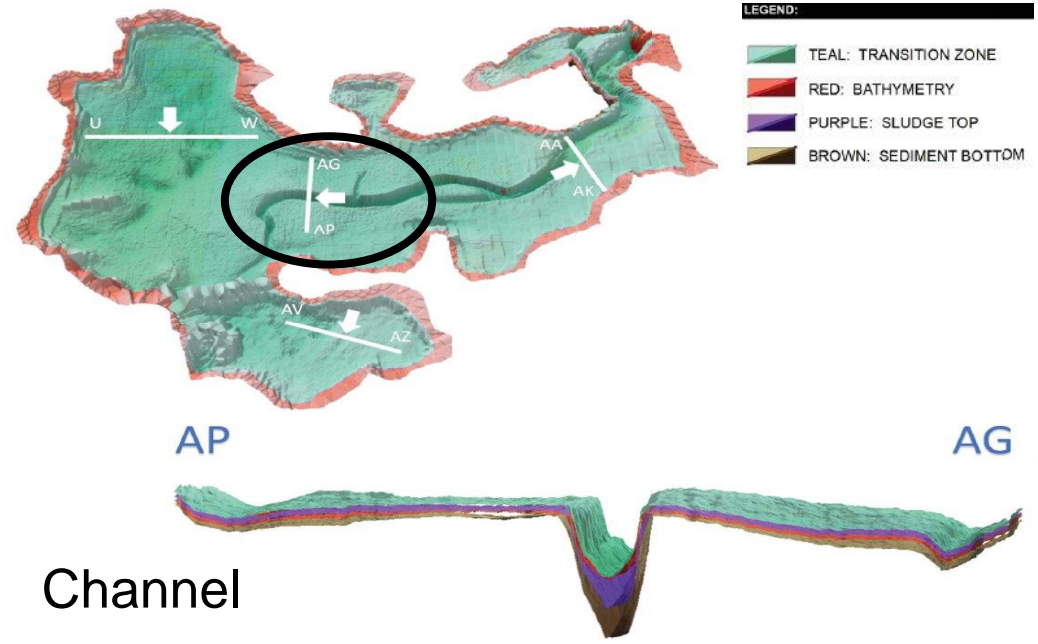 LEGEND:
TEAL: TRANSITION ZONE
RED: BATHYMETRY
PURPLE: SLUDGE TOP
BROWN: SEDIMENT BOTTOM
U W
AG
AP
AA
AK
AV
AZ
AP AG
Channel